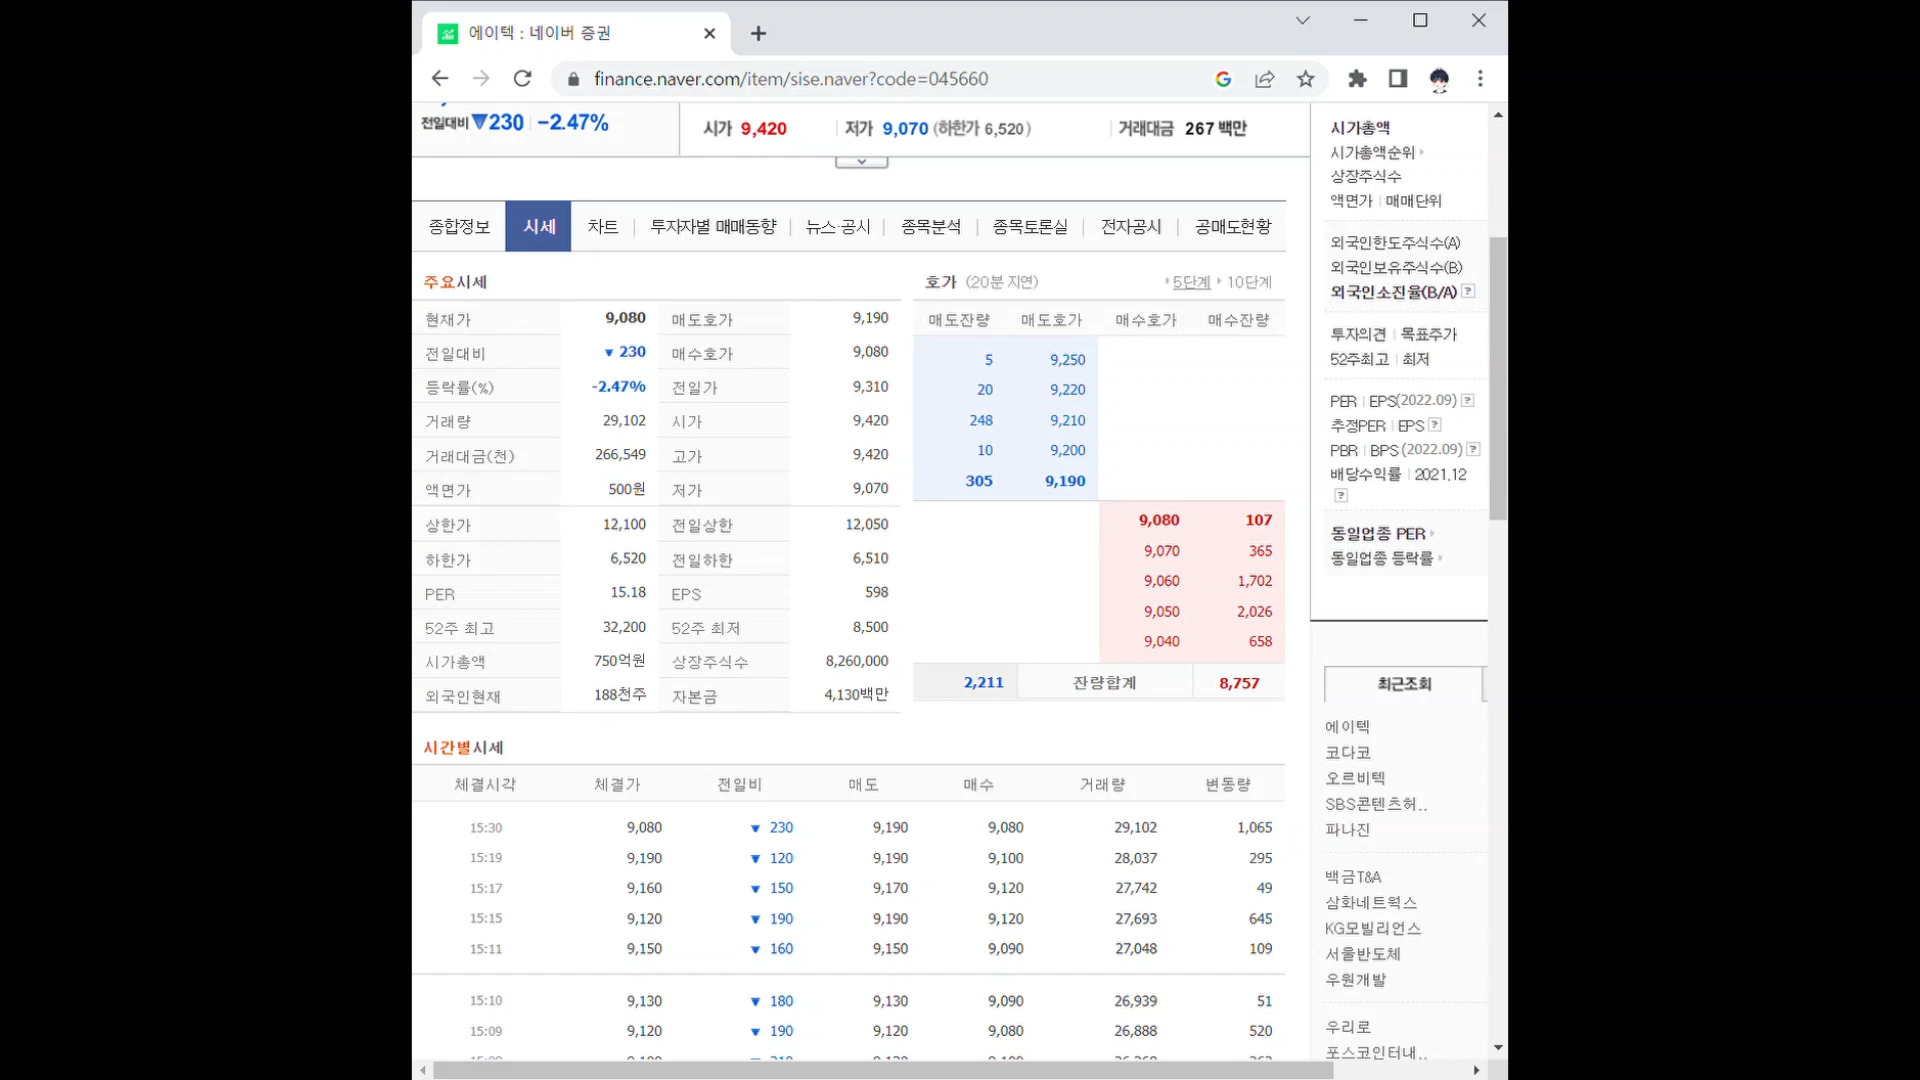 에이텍 : 네이버 증권
finance.naver.com/item/sise.naver?code=045660
전일대비 ▼230 -2.47%
시가 9,420 저가 9,070 (하한가 6,520) 거래대금 267 백만
종합정보 시세 차트 투자자별 매매동향 뉴스·공시 종목분석 종목토론실 전자공시 공매도현황
주요시세
현재가 9,080 매도호가 9,190
전일대비 ▼ 230 매수호가 9,080
등락률(%) -2.47% 전일가 9,310
거래량 29,102 시가 9,420
거래대금(천) 266,549 고가 9,420
액면가 500원 저가 9,070
상한가 12,100 전일상한 12,050
하한가 6,520 전일하한 6,510
PER 15.18 EPS 598
52주 최고 32,200 52주 최저 8,500
시가총액 750억원 상장주식수 8,260,000
외국인현재 188천주 자본금 4,130백만
호가 (20분 지연) 5단계 10단계
매도잔량 매도호가 매수호가 매수잔량
5 9,250
20 9,220
248 9,210
10 9,200
305 9,190
9,080 107
9,070 365
9,060 1,702
9,050 2,026
9,040 658
2,211 잔량합계 8,757
시간별시세
체결시각 체결가 전일비 매도 매수 거래량 변동량
15:30 9,080 ▼ 230 9,190 9,080 29,102 1,065
15:19 9,190 ▼ 120 9,190 9,100 28,037 295
15:17 9,160 ▼ 150 9,170 9,120 27,742 49
15:15 9,120 ▼ 190 9,190 9,120 27,693 645
15:11 9,150 ▼ 160 9,150 9,090 27,048 109
15:10 9,130 ▼ 180 9,130 9,090 26,939 51
15:09 9,120 ▼ 190 9,120 9,080 26,888 520
시가총액
시가총액순위
상장주식수
액면가 | 매매단위
외국인한도주식수(A)
외국인보유주식수(B)
외국인소진율(B/A) ?
투자의견 | 목표주가
52주최고 | 최저
PER | EPS(2022.09) ?
추정PER | EPS ?
PBR | BPS (2022.09) ?
배당수익률 | 2021.12
?
동일업종 PER
동일업종 등락률
최근조회
에이텍
코다코
오르비텍
SBS콘텐츠허..
파나진
백금T&A
삼화네트웍스
KG모빌리언스
서울반도체
우원개발
우리로
포스코인터내..